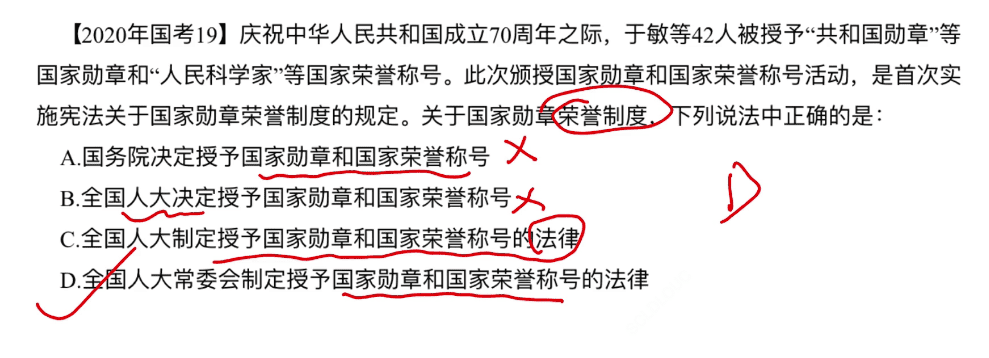 【2020年国考19】庆祝中华人民共和国成立70周年之际，于敏等42人被授予“共和国勋章”等
国家勋章和“人民科学家”等国家荣誉称号。此次颁授国家勋章和国家荣誉称号活动，是首次实
施宪法关于国家勋章荣誉制度的规定。关于国家勋章荣誉制度，下列说法中正确的是：
A.国务院决定授予国家勋章和国家荣誉称号
B.全国人大决定授予国家勋章和国家荣誉称号
D
C.全国人大制定授予国家勋章和国家荣誉称号的法律
D.全国人大常委会制定授予国家勋章和国家荣誉称号的法律